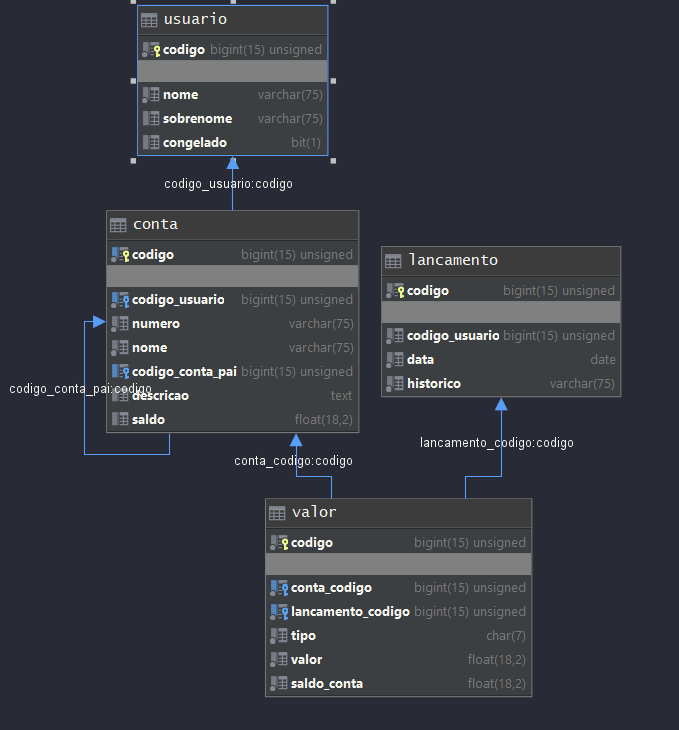 usuario
codigo bigint(15) unsigned
nome varchar(75)
sobrenome varchar(75)
congelado bit(1)
codigo_usuario:codigo
conta
codigo bigint(15) unsigned
codigo_usuario bigint(15) unsigned
numero varchar(75)
nome varchar(75)
codigo_conta_pai bigint(15) unsigned
codigo_conta_pai:codigo
descricao text
saldo float(18,2)
lancamento
codigo bigint(15) unsigned
codigo_usuario bigint(15) unsigned
data date
historico varchar(75)
conta_codigo:codigo
lancamento_codigo:codigo
valor
codigo bigint(15) unsigned
conta_codigo bigint(15) unsigned
lancamento_codigo bigint(15) unsigned
tipo char(7)
valor float(18,2)
saldo_conta float(18,2)